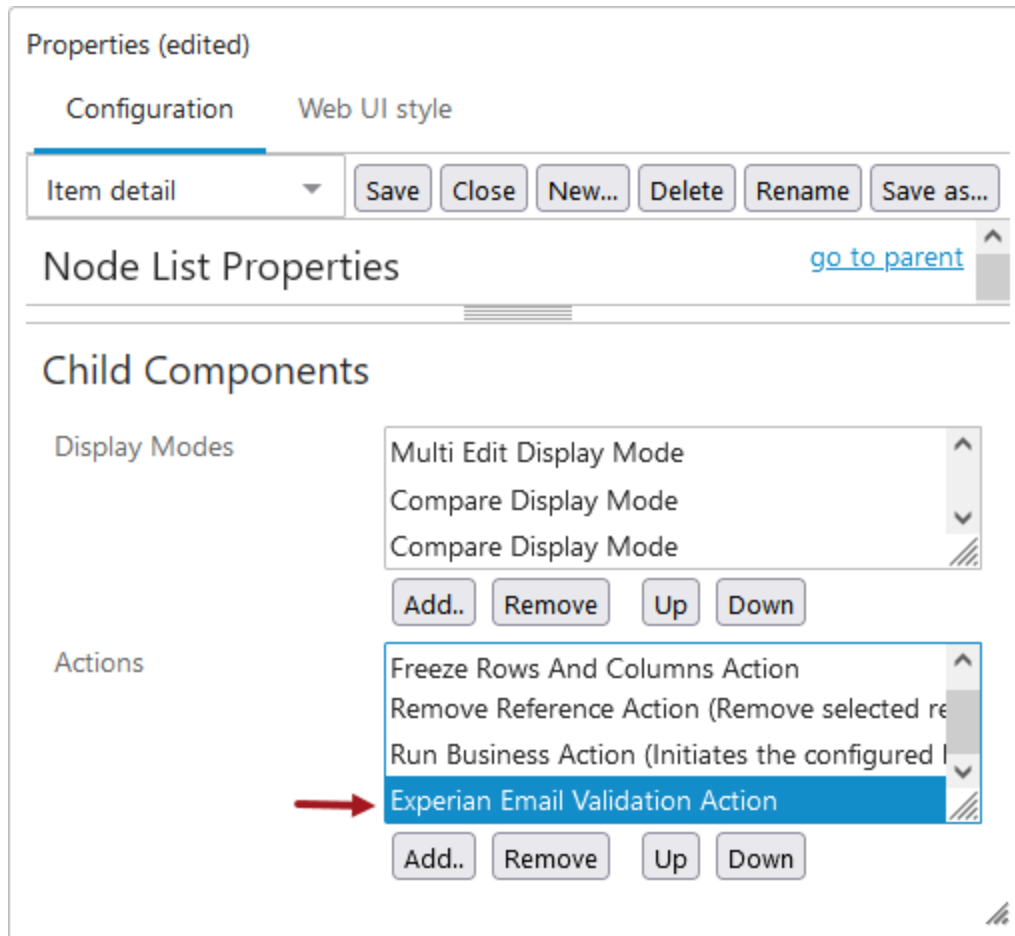 Properties (edited)
Configuration Web UI style
Item detail Save Close New... Delete Rename Save as...
Node List Properties go to parent
Child Components
Display Modes Multi Edit Display Mode
Compare Display Mode
Compare Display Mode
Add.. Remove Up Down
Actions Freeze Rows And Columns Action
Remove Reference Action (Remove selected re
Run Business Action (Initiates the configured
Experian Email Validation Action
Add.. Remove Up Down